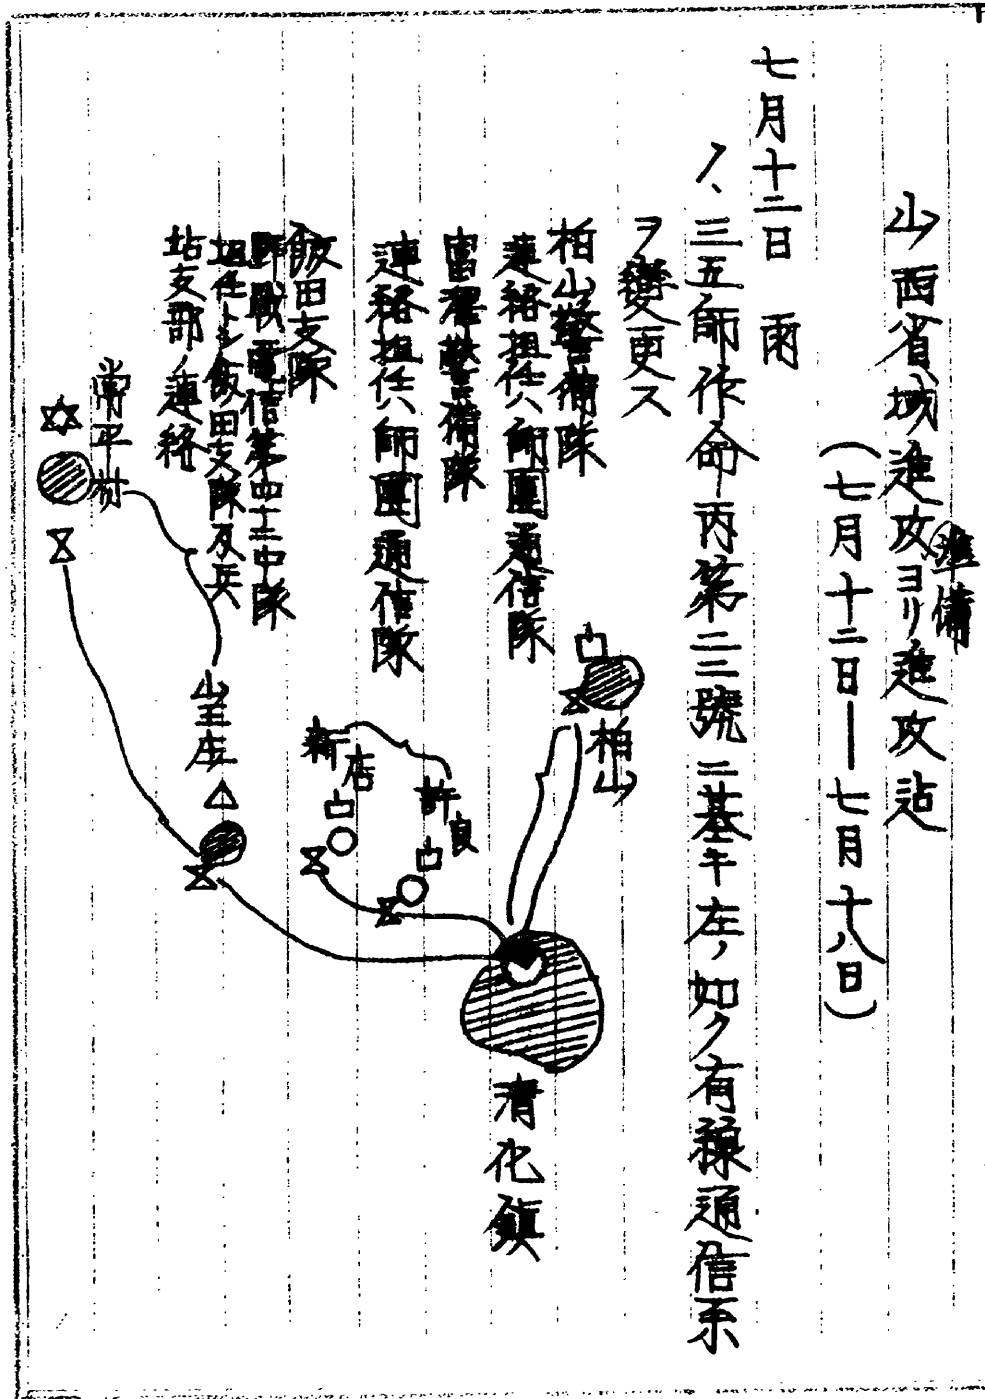 山西省城進攻ヨリ進攻站
準備
(七月十二日——七月十八日)
七月十二日 雨
1、三五師作命丙第二三號ニ基キ左ノ如ク有線通信系
ヲ變更ス
柏山警備隊
連絡担任ハ師團通信隊
警備隊
連絡担任ハ師團通信隊
飯田支隊
野戰電信第四十三中隊
担任トシ飯田支隊及兵
站支部ノ連絡
柏山
許良
新店
山王庄
常平村
清化鎮